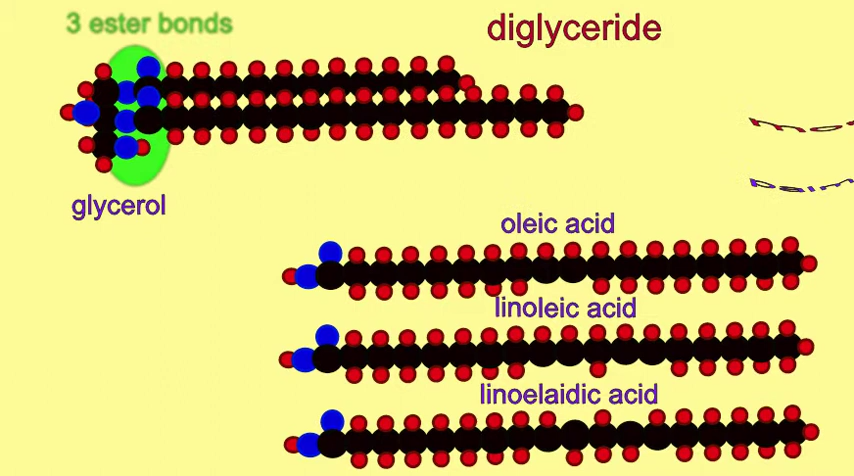 3 ester bonds
diglyceride
glycerol
oleic acid
linoleic acid
linoelaidic acid